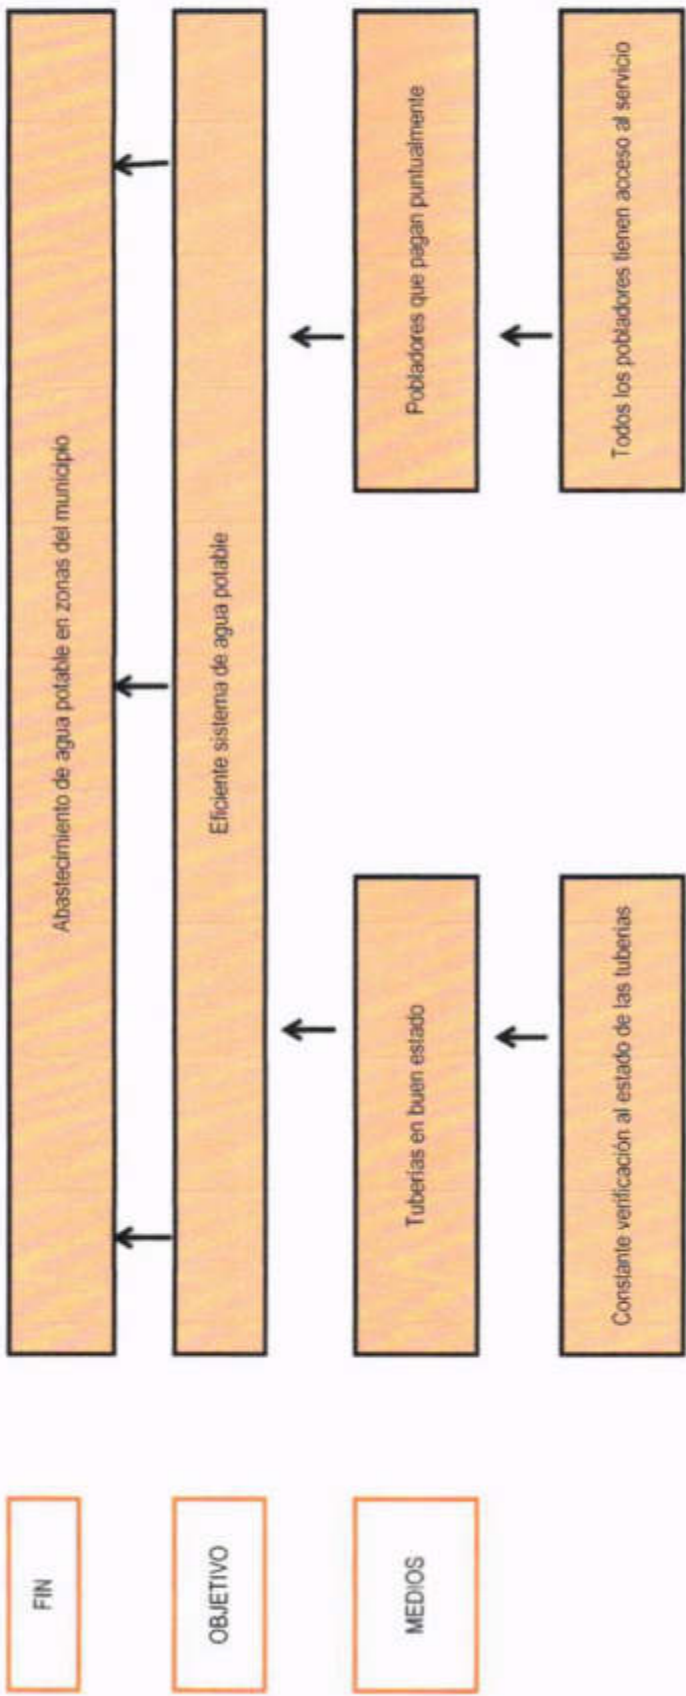 FIN
Abastecimiento de agua potable en zonas del municipio
OBJETIVO
Eficiente sistema de agua potable
MEDIOS
Tuberías en buen estado
Pobladores que pagan puntualmente
Constante verificación al estado de las tuberías
Todos los pobladores tienen acceso al servicio